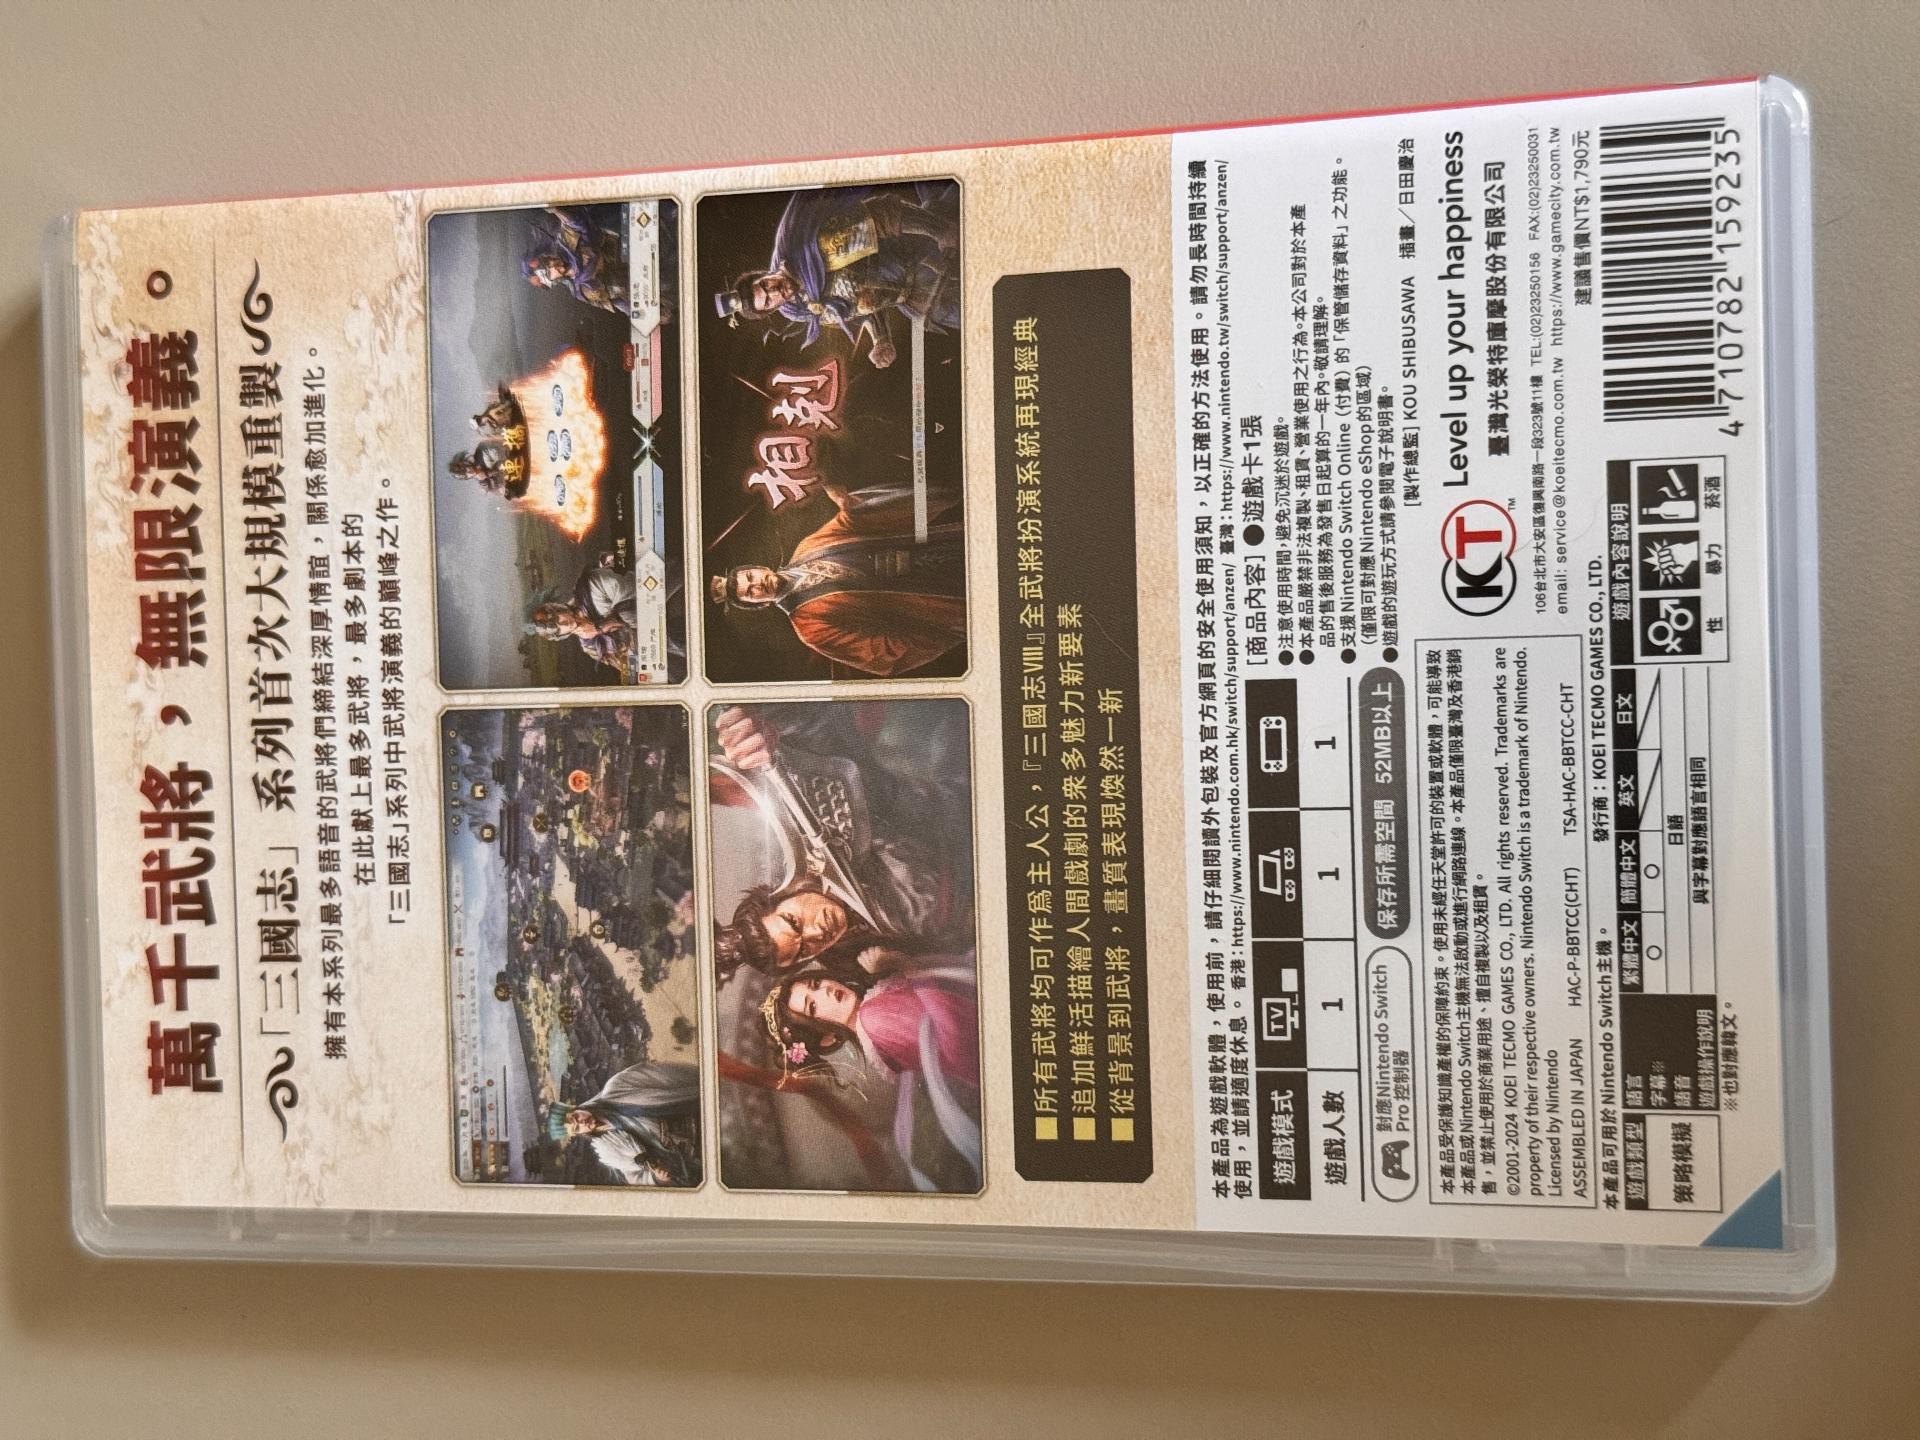 萬千武將，無限演義。
「三國志」系列首次大規模重製
擁有本系列最多語音的武將們締結深厚情誼，關係愈加進化。
在此獻上最多武將，最多劇本的
「三國志」系列中武將演義的巔峰之作。
連攜
相剋
■所有武將均可作為主人公，『三國志VIII』全武將扮演系統再現經典
■追加鮮活描繪人間戲劇的眾多魅力新要素
■從背景到武將，畫質表現煥然一新
本產品為遊戲軟體，使用前，請仔細閱讀外包裝及官方網頁的安全使用須知，以正確的方法使用。請勿長時間持續
使用，並請適度休息。香港：https://www.nintendo.com.hk/switch/support/anzen/ 臺灣：https://www.nintendo.tw/switch/support/anzen/
遊戲模式 TV
遊戲人數 1 1 1
對應Nintendo Switch
Pro 控制器
保存所需空間 52MB以上
[商品內容] ●遊戲卡1張
●注意使用時間，避免沉迷於遊戲。
●本產品嚴禁非法複製、租賃、營業使用之行為。本公司對於本產
品的售後服務為發售日起算的一年內。敬請理解。
●支援Nintendo Switch Online（付費）的「保管儲存資料」之功能。
（僅限可對應Nintendo eShop的區域）
●遊戲的遊玩方式請參閱電子說明書。
[製作總監] KOU SHIBUSAWA 插畫／日田慶治
本產品受保護知識產權的保障約束。使用未經任天堂許可的裝置或軟體，可能導致
本產品或Nintendo Switch主機無法啟動或進行網路連線。本產品僅限臺灣及香港銷
售，並禁止使用於商業用途、擅自複製以及租賃。
©2001-2024 KOEI TECMO GAMES CO., LTD. All rights reserved. Trademarks are
property of their respective owners. Nintendo Switch is a trademark of Nintendo.
Licensed by Nintendo
ASSEMBLED IN JAPAN HAC-P-BBTCC(CHT) TSA-HAC-BBTCC-CHT
本產品可用於Nintendo Switch主機。 發行商：KOEI TECMO GAMES CO., LTD.
KT™ Level up your happiness
臺灣光榮特庫摩股份有限公司
106台北市大安區復興南路一段323號11樓 TEL:(02)23250156 FAX:(02)23250031
email: service@koeitecmo.com.tw https://www.gamecity.com.tw
建議售價NT$1,790元
遊戲類型 語言 繁體中文 簡體中文 英文 日文
策略模擬 字幕※ ○ ○
語音 日語
遊戲操作說明 與字幕對應語言相同
※也對應韓文。
遊戲內容說明
性 暴力 菸酒
4 710782 159235